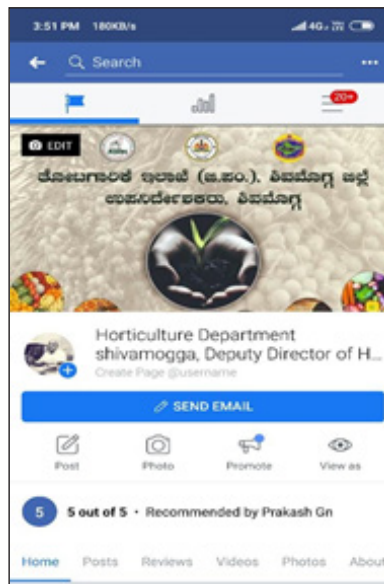 3:51 PM 180KB/s 4G
Search
20+
EDIT
ತೋಟಗಾರಿಕೆ ಇಲಾಖೆ (ಜಿ.ಪಂ.), ಶಿವಮೊಗ್ಗ ಜಿಲ್ಲೆ
ಉಪನಿರ್ದೇಶಕರು, ಶಿವಮೊಗ್ಗ
Horticulture Department
shivamogga, Deputy Director of H...
Create Page @username
SEND EMAIL
Post Photo Promote View as
5 5 out of 5 · Recommended by Prakash Gn
Home Posts Reviews Videos Photos About